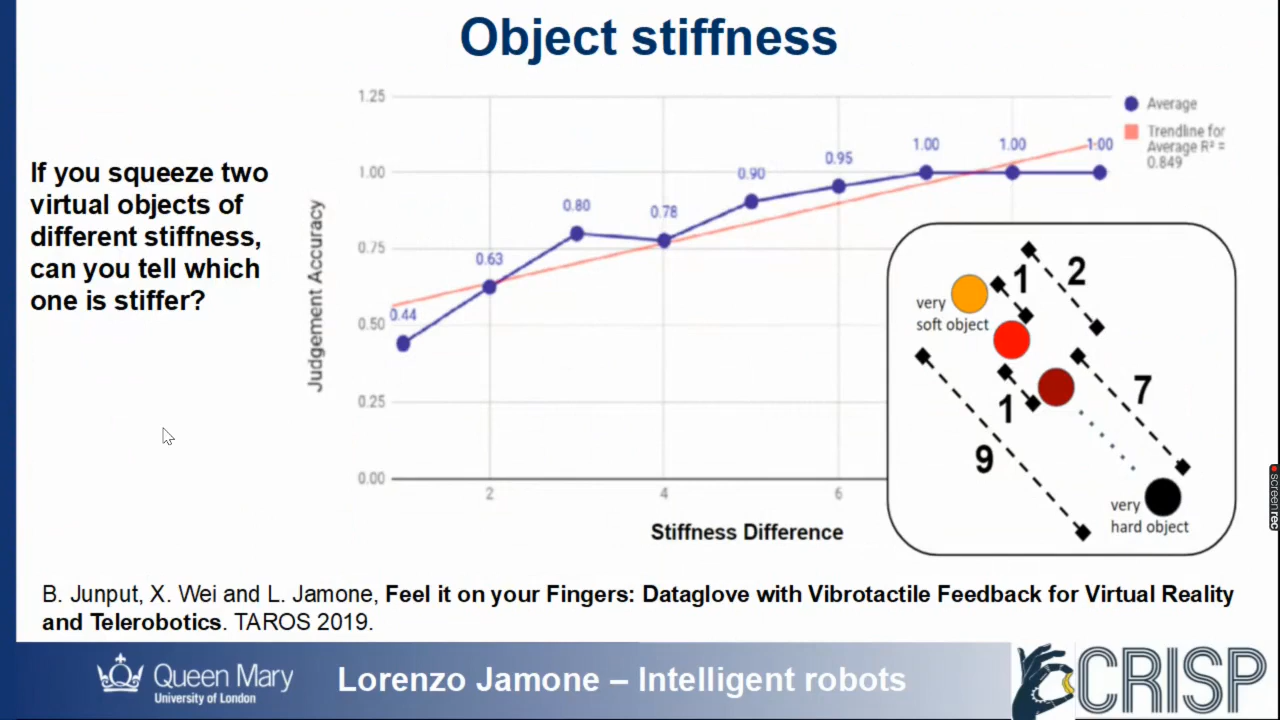 Object stiffness
If you squeeze two
virtual objects of
different stiffness,
can you tell which
one is stiffer?
Judgement Accuracy
1.25
1.00
0.75
0.50
0.25
0.00
0.44
0.63
0.80
0.78
0.90
0.95
1.00
1.00
1.00
2
4
6
Stiffness Difference
Average
Trendline for
Average R² =
0.849
very
soft object
1
2
1
7
9
very
hard object
B. Junput, X. Wei and L. Jamone, Feel it on your Fingers: Dataglove with Vibrotactile Feedback for Virtual Reality
and Telerobotics. TAROS 2019.
Queen Mary
University of London
Lorenzo Jamone – Intelligent robots
CRISP
screenrec